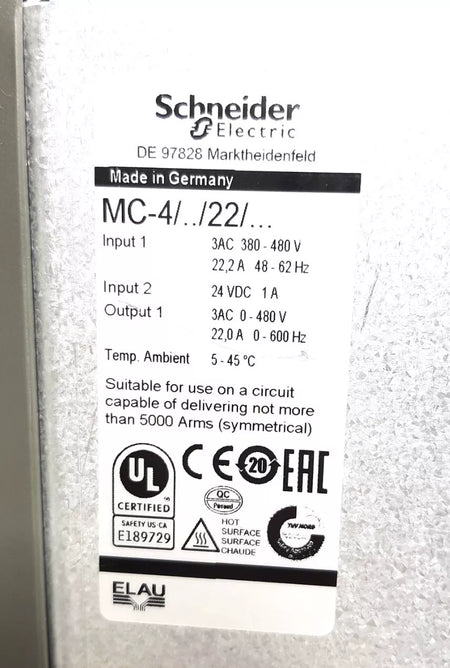 Schneider
Electric
DE 97828 Marktheidenfeld
Made in Germany
MC-4/../22/...
Input 1 3AC 380-480 V
22,2 A 48-62 Hz
Input 2 24 VDC 1 A
Output 1 3AC 0-480 V
22,0 A 0-600 Hz
Temp. Ambient 5-45 °C
Suitable for use on a circuit
capable of delivering not more
than 5000 Arms (symmetrical)
UL
CERTIFIED
SAFETY US-CA
E189729
CE
20
EAC
QC
Passed
HOT
SURFACE
SURFACE
CHAUDE
TUV NORD
ELAU